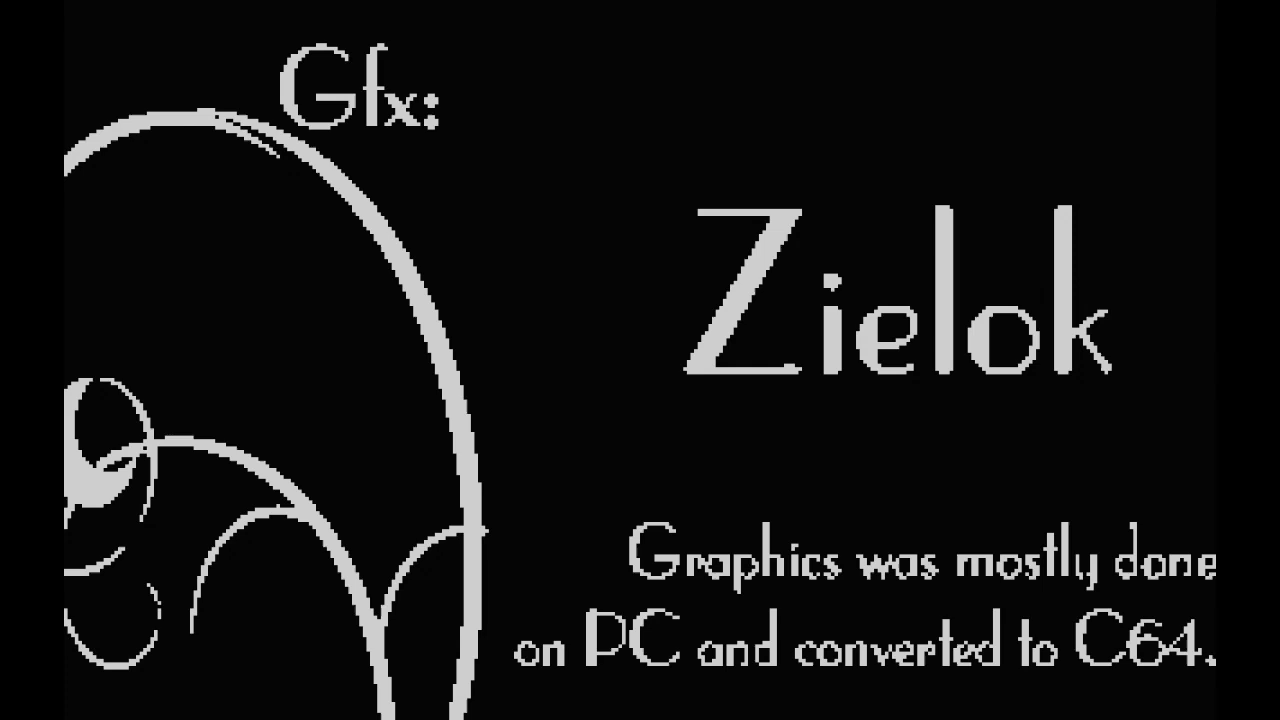 Gfx:
Zielok
Graphics was mostly done
on PC and converted to C64.